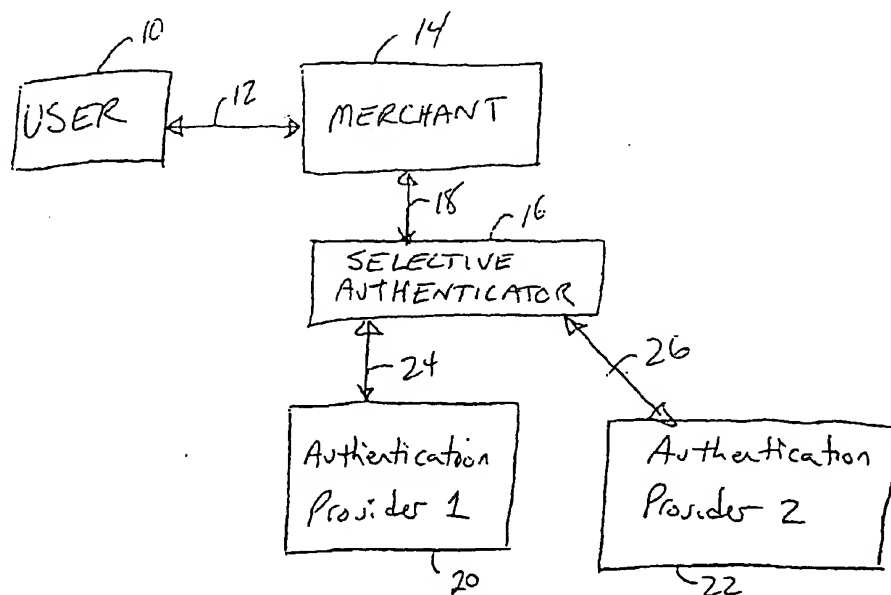 10
14
USER
12
MERCHANT
18
16
SELECTIVE
AUTHENTICATOR
24
26
Authentication
Provider 1
Authentication
Provider 2
20
22